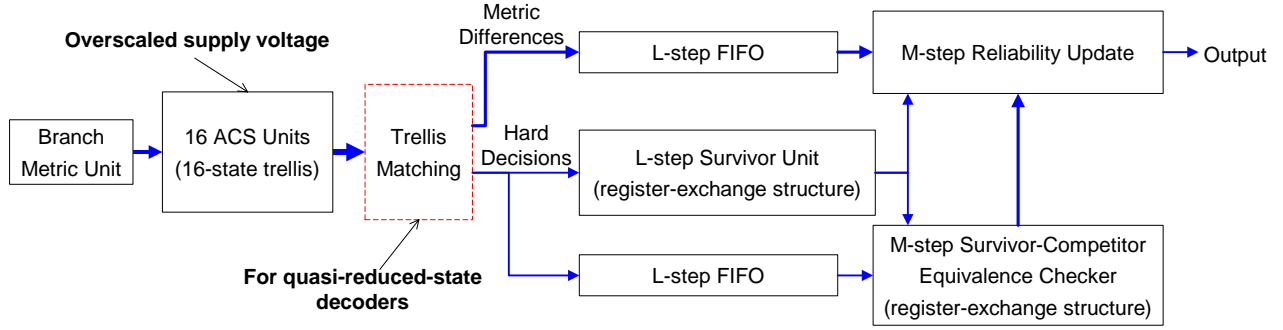 Overscaled supply voltage
Branch
Metric Unit
16 ACS Units
(16-state trellis)
Trellis
Matching
For quasi-reduced-state
decoders
Metric
Differences
Hard
Decisions
L-step FIFO
L-step Survivor Unit
(register-exchange structure)
L-step FIFO
M-step Reliability Update
Output
M-step Survivor-Competitor
Equivalence Checker
(register-exchange structure)